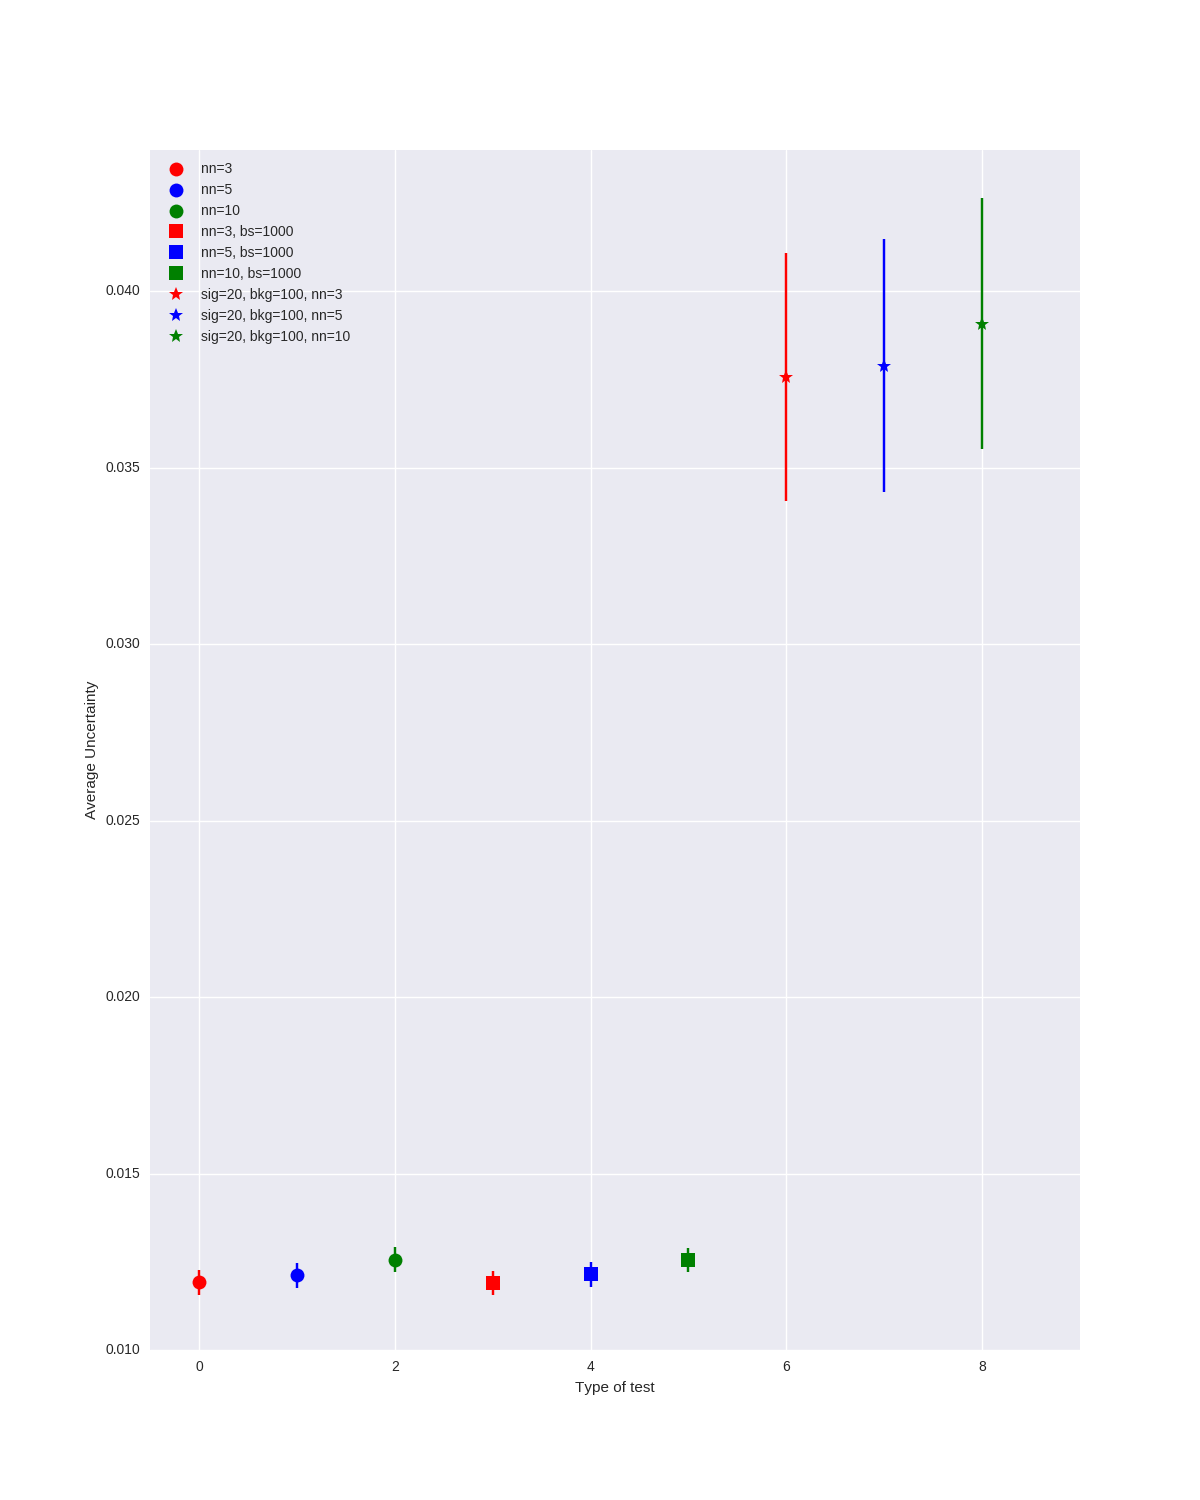 nn=3
nn=5
nn=10
nn=3, bs=1000
nn=5, bs=1000
nn=10, bs=1000
sig=20, bkg=100, nn=3
sig=20, bkg=100, nn=5
sig=20, bkg=100, nn=10
0.040
0.035
0.030
0.025
0.020
0.015
0.010
Average Uncertainty
0 2 4 6 8
Type of test